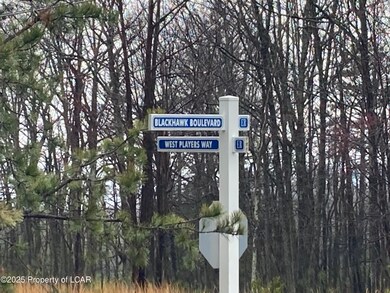 BLACKHAWK BOULEVARD
WEST PLAYERS WAY
©2025 Property of LCAR